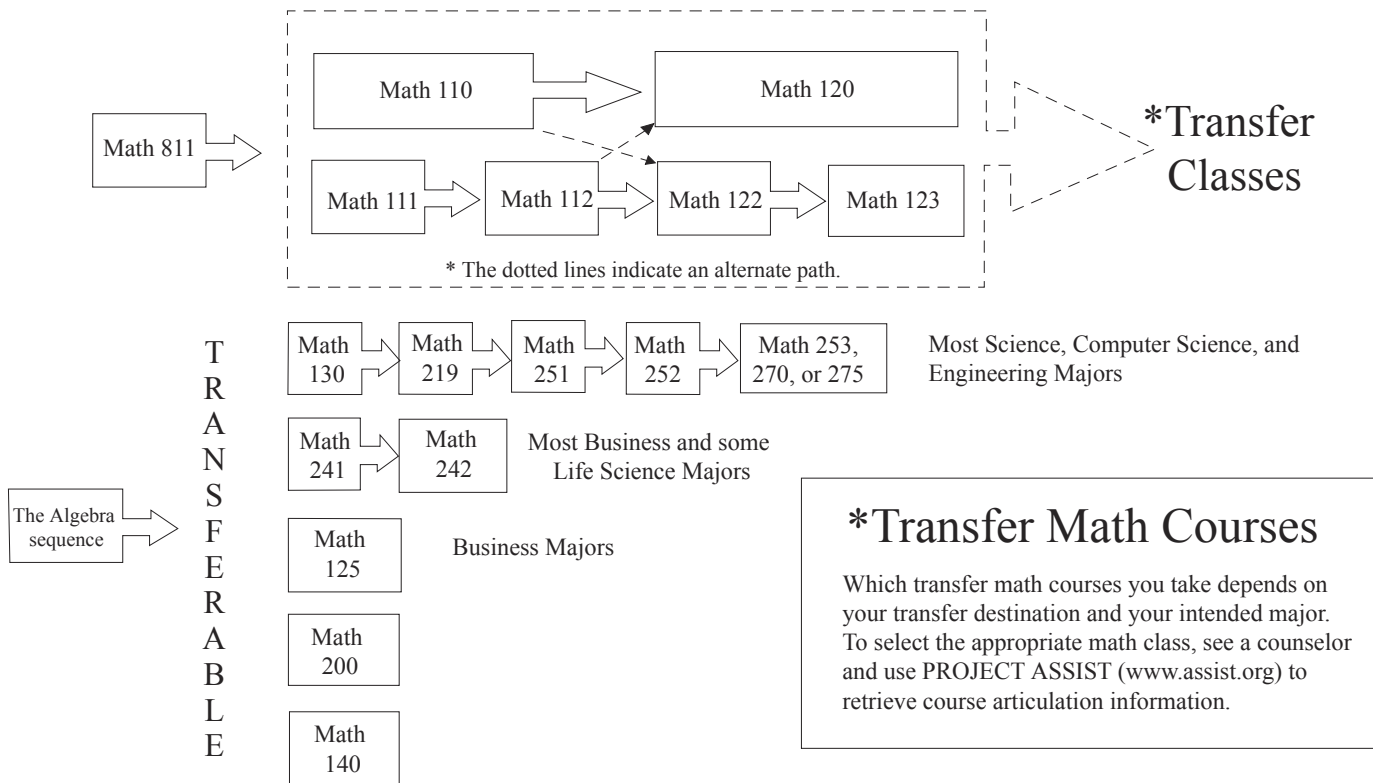 Math 811
Math 110
Math 120
Math 111
Math 112
Math 122
Math 123
* The dotted lines indicate an alternate path.
*Transfer
Classes
The Algebra
sequence
T
R
A
N
S
F
E
R
R
A
B
L
E
Math
130
Math
219
Math
251
Math
252
Math 253,
270, or 275
Most Science, Computer Science, and
Engineering Majors
Math
241
Math
242
Most Business and some
Life Science Majors
Math
125
Business Majors
Math
200
Math
140
*Transfer Math Courses
Which transfer math courses you take depends on
your transfer destination and your intended major.
To select the appropriate math class, see a counselor
and use PROJECT ASSIST (www.assist.org) to
retrieve course articulation information.